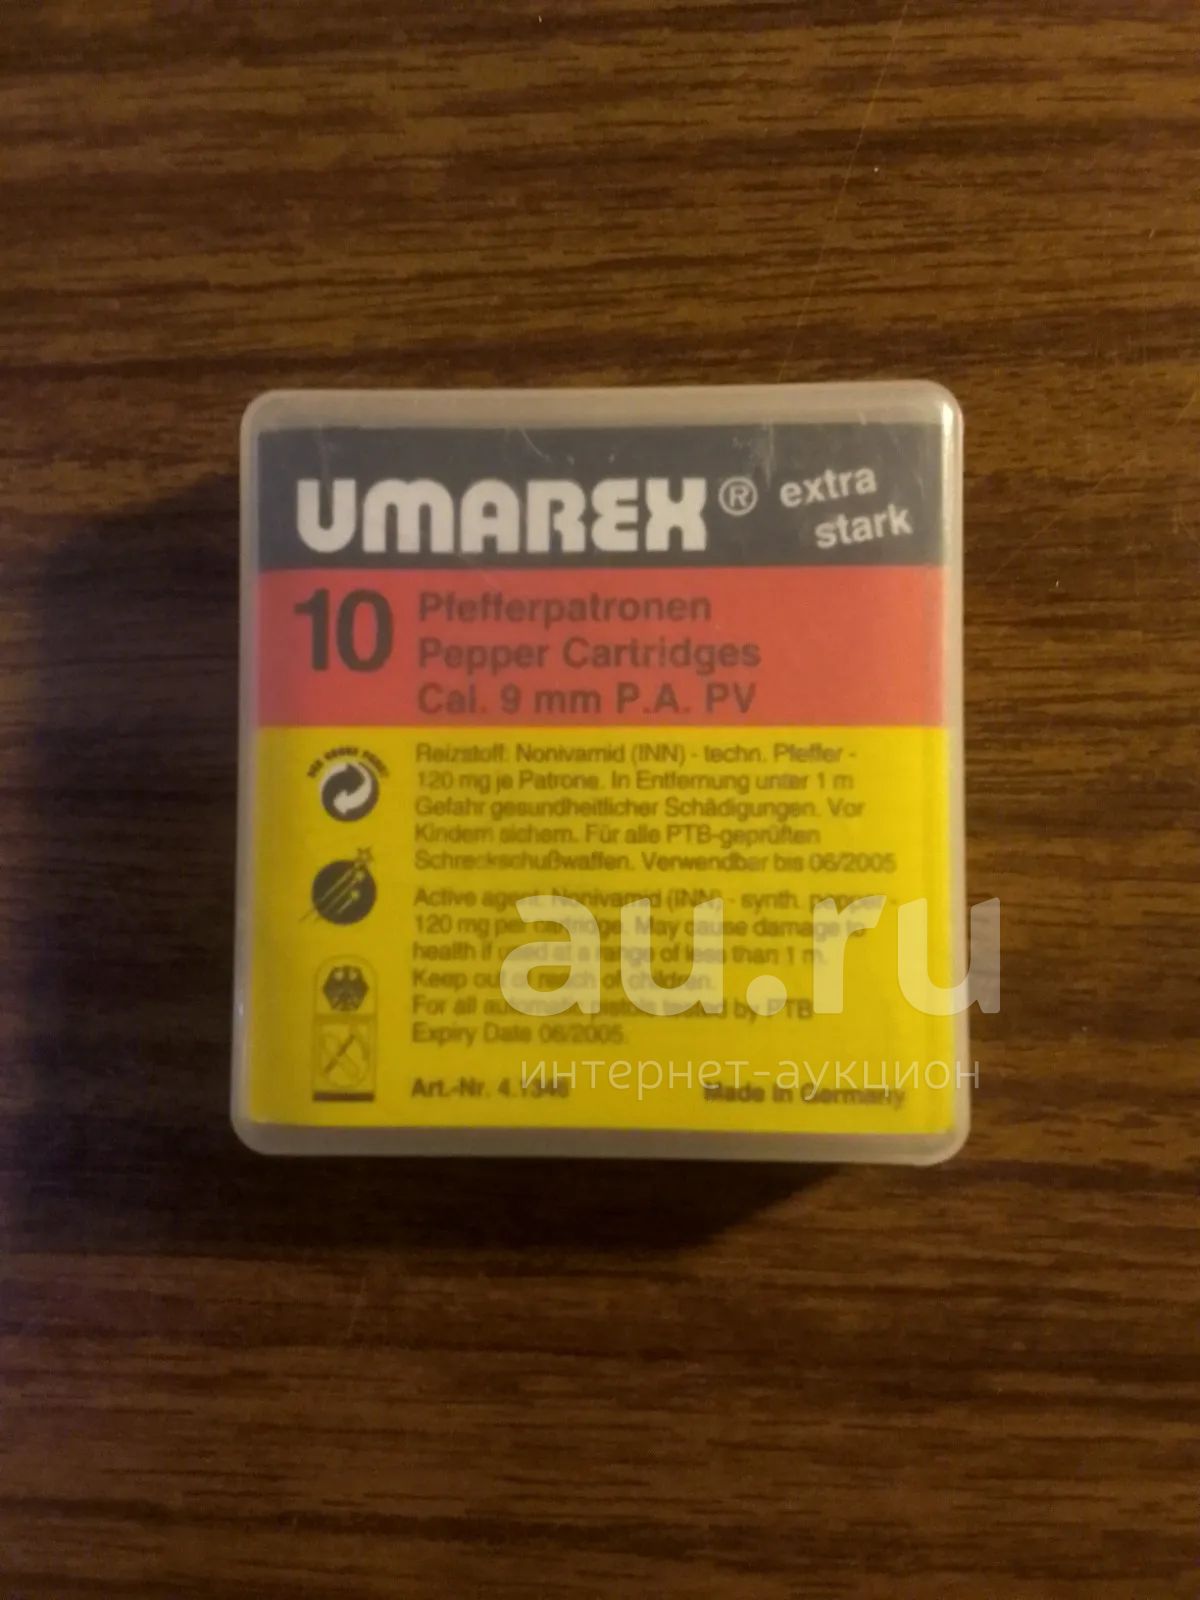 UMAREX® extra
stark
10 Pfefferpatronen
Pepper Cartridges
Cal. 9 mm P.A. PV
Reizstoff: Nonivamid (INN) - techn. Pfeffer -
120 mg je Patrone. In Entfernung unter 1 m
Gefahr gesundheitlicher Schädigungen. Vor
Kindern sichern. Für alle PTB-geprüften
Schreckschußwaffen. Verwendbar bis 06/2005
Active agent: Nonivamid (INN) - synth. pepper -
120 mg per cartridge. May cause damage to
health if used at a range of less than 1 m.
Keep out of reach of children.
For all automatic pistols tested by PTB
Expiry Date 06/2005.
Art.-Nr. 4.1346 Made in Germany
au.ru
интернет-аукцион